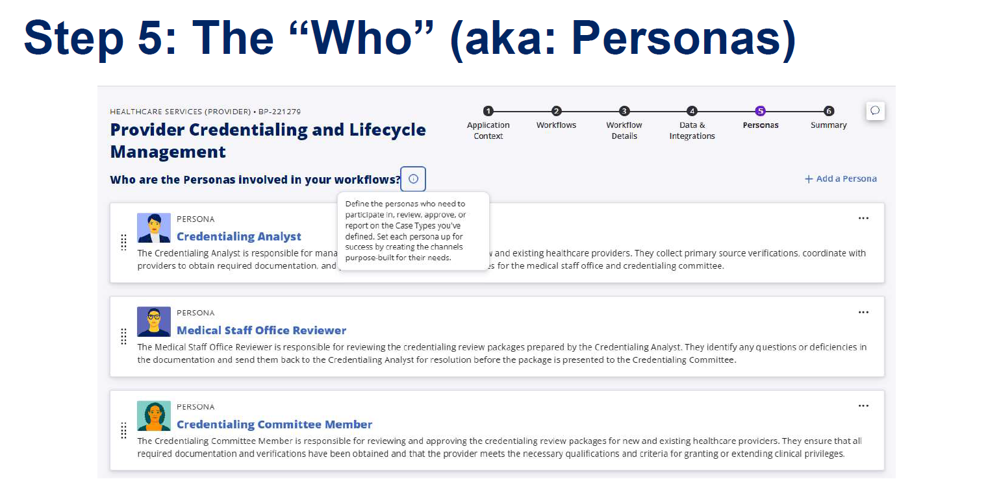 Step 5: The “Who” (aka: Personas)
HEALTHCARE SERVICES (PROVIDER) • BP-221279
Provider Credentialing and Lifecycle
Management
1
2
3
4
5
6
Application
Context
Workflows
Workflow
Details
Data &
Integrations
Personas
Summary
Who are the Personas involved in your workflows?
+ Add a Persona
Define the personas who need to
participate in, review, approve, or
report on the Case Types you've
defined. Set each persona up for
success by creating the channels
purpose-built for their needs.
PERSONA
Credentialing Analyst
The Credentialing Analyst is responsible for and existing healthcare providers. They collect primary source verifications, coordinate with
providers to obtain required documentation, and for the medical staff office and credentialing committee.
PERSONA
Medical Staff Office Reviewer
The Medical Staff Office Reviewer is responsible for reviewing the credentialing review packages prepared by the Credentialing Analyst. They identify any questions or deficiencies in
the documentation and send them back to the Credentialing Analyst for resolution before the package is presented to the Credentialing Committee.
PERSONA
Credentialing Committee Member
The Credentialing Committee Member is responsible for reviewing and approving the credentialing review packages for new and existing healthcare providers. They ensure that all
required documentation and verifications have been obtained and that the provider meets the necessary qualifications and criteria for granting or extending clinical privileges.